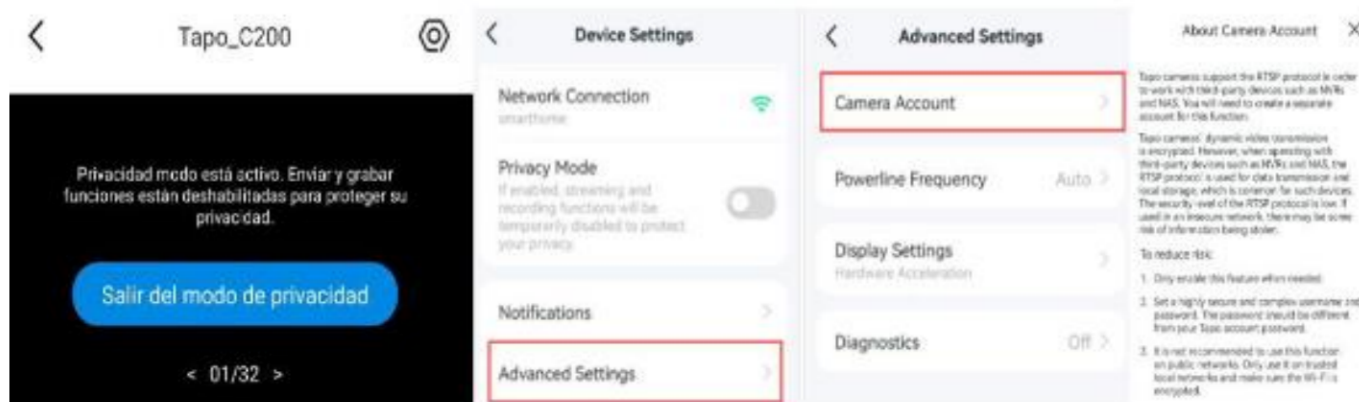 Tapo_C200
Privacidad modo está activo. Enviar y grabar
funciones están deshabilitadas para proteger su
privacidad.
Salir del modo de privacidad
< 01/32 >
Device Settings
Network Connection
smarthome
Privacy Mode
If enabled, streaming and
recording functions will be
temporarily disabled to protect
your privacy.
Notifications
Advanced Settings
Advanced Settings
Camera Account
Powerline Frequency
Auto
Display Settings
Hardware Acceleration
Diagnostics
Off
About Camera Account
Tapo cameras support the RTSP protocol in order
to work with third-party devices such as NVRs
and NAS. You will need to create a separate
account for this function.
Tapo cameras' dynamic video transmission
is encrypted. However, when operating with
third-party devices such as NVRs and NAS, the
RTSP protocol is used for data transmission and
local storage, which is common for such devices.
The security level of the RTSP protocol is low. If
used in an insecure network, there may be some
risk of information being stolen.
To reduce risk:
1. Only enable this feature when needed.
2. Set a highly secure and complex username and
password. The password should be different
from your Tapo account password.
3. It is not recommended to use this function
on public networks. Only use it on trusted
local networks and make sure the Wi-Fi is
encrypted.